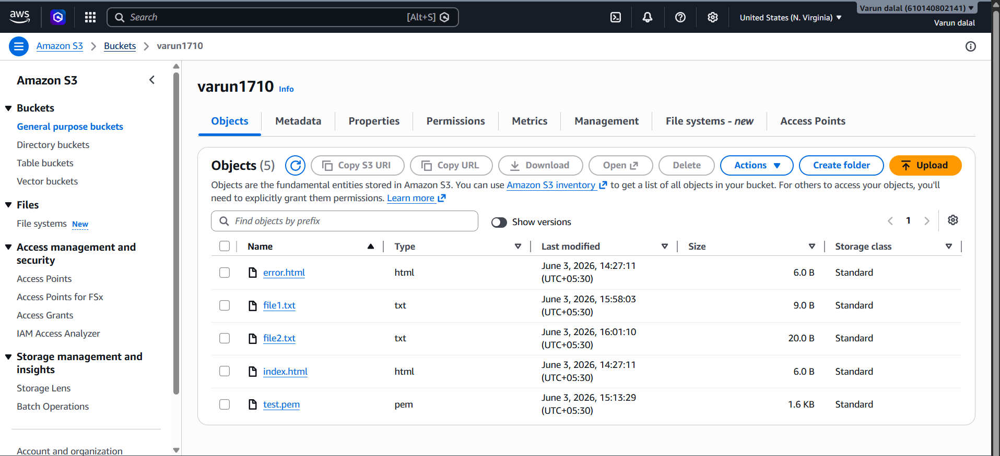 aws
Search
[Alt+S]
United States (N. Virginia)
Varun dalal (610140802141)
Varun dalal
Amazon S3
Buckets
varun1710
Amazon S3
Buckets
General purpose buckets
Directory buckets
Table buckets
Vector buckets
Files
File systems New
Access management and
security
Access Points
Access Points for FSx
Access Grants
IAM Access Analyzer
Storage management and
insights
Storage Lens
Batch Operations
Account and organization
varun1710 Info
Objects Metadata Properties Permissions Metrics Management File systems - new Access Points
Objects (5) Copy S3 URI Copy URL Download Open Delete Actions Create folder Upload
Objects are the fundamental entities stored in Amazon S3. You can use Amazon S3 inventory to get a list of all objects in your bucket. For others to access your objects, you'll
need to explicitly grant them permissions. Learn more
Find objects by prefix
Show versions
1
Name Type Last modified Size Storage class
error.html html June 3, 2026, 14:27:11 (UTC+05:30) 6.0 B Standard
file1.txt txt June 3, 2026, 15:58:03 (UTC+05:30) 9.0 B Standard
file2.txt txt June 3, 2026, 16:01:10 (UTC+05:30) 20.0 B Standard
index.html html June 3, 2026, 14:27:11 (UTC+05:30) 6.0 B Standard
test.pem pem June 3, 2026, 15:13:29 (UTC+05:30) 1.6 KB Standard